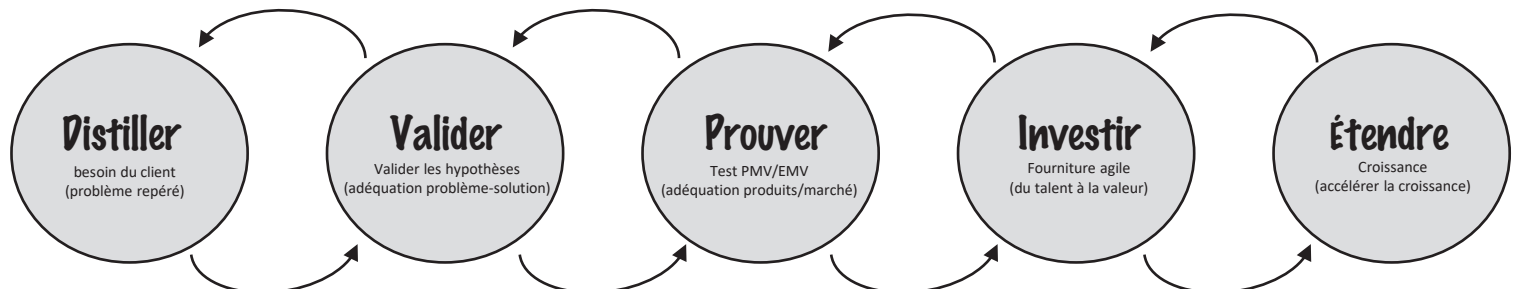 Distiller
besoin du client
(problème repéré)
Valider
Valider les hypothèses
(adéquation problème-solution)
Prouver
Test PMV/EMV
(adéquation produits/marché)
Investir
Fourniture agile
(du talent à la valeur)
Étendre
Croissance
(accélérer la croissance)